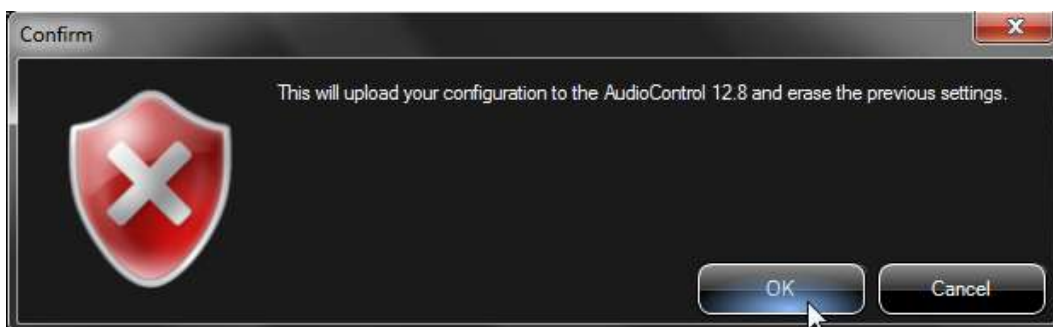 Confirm
This will upload your configuration to the AudioControl 12.8 and erase the previous settings.
OK
Cancel